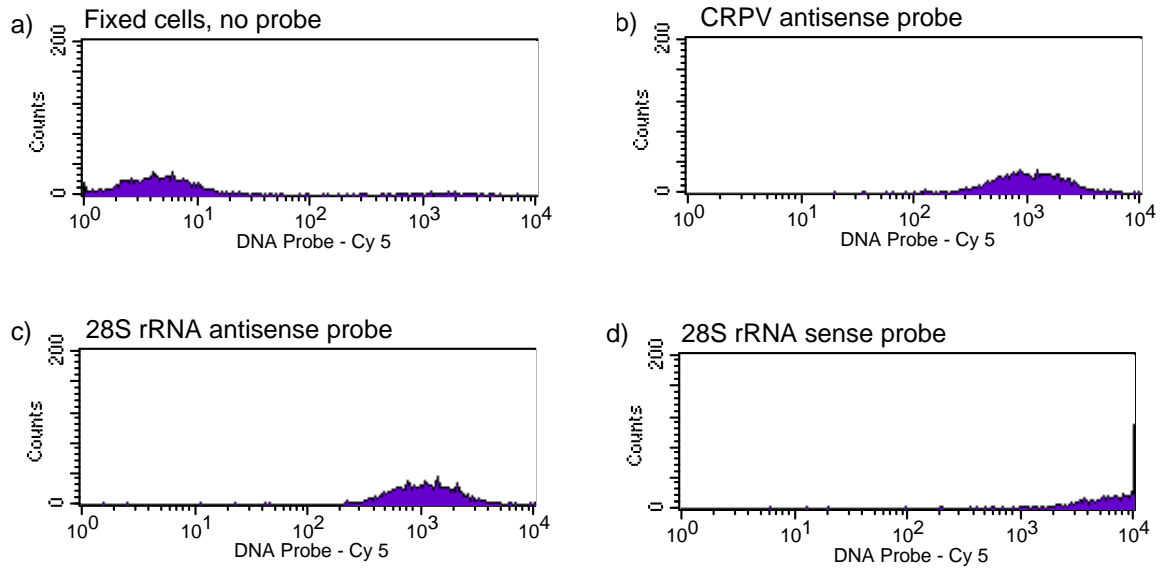 a) Fixed cells, no probe
200
Counts
0
10^0 10^1 10^2 10^3 10^4
DNA Probe - Cy 5
b) CRPV antisense probe
200
Counts
0
10^0 10^1 10^2 10^3 10^4
DNA Probe - Cy 5
c) 28S rRNA antisense probe
200
Counts
0
10^0 10^1 10^2 10^3 10^4
DNA Probe - Cy 5
d) 28S rRNA sense probe
200
Counts
0
10^0 10^1 10^2 10^3 10^4
DNA Probe - Cy 5